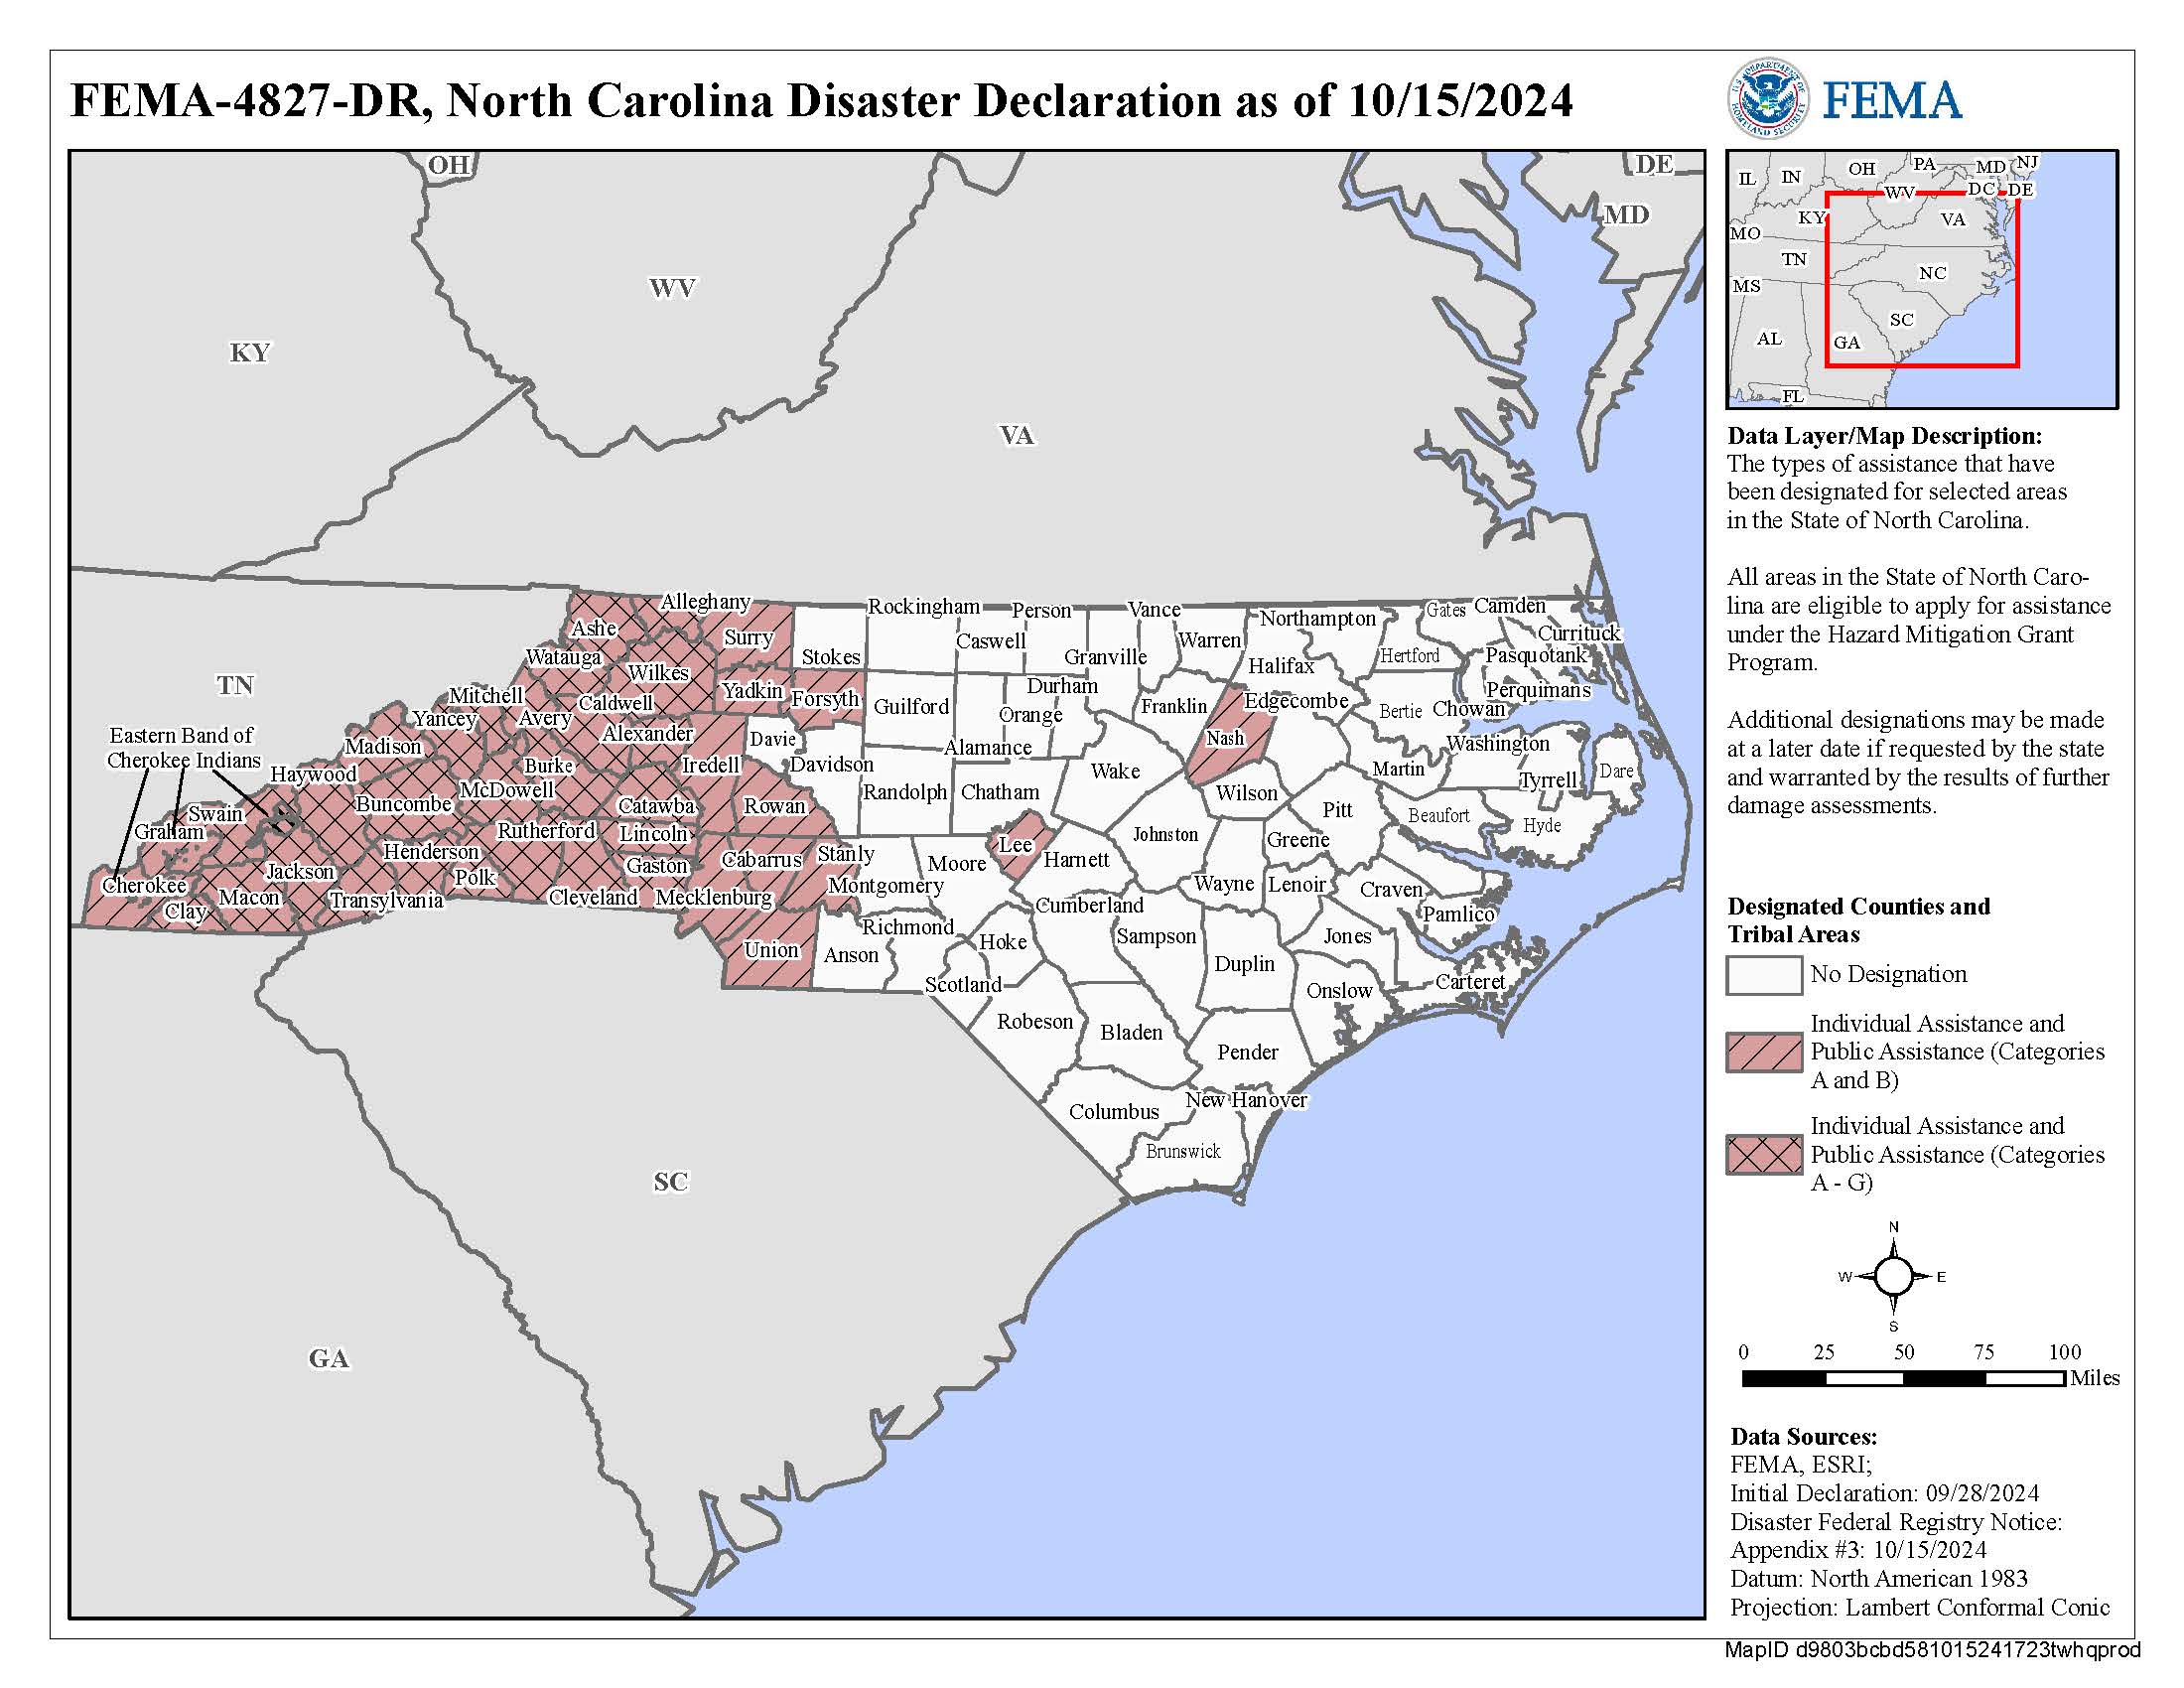 FEMA-4827-DR, North Carolina Disaster Declaration as of 10/15/2024
U.S. DEPARTMENT OF
HOMELAND SECURITY
FEMA
OH
WV
KY
VA
DE
MD
TN
SC
GA
Alleghany
Ashe
Surry
Stokes
Rockingham
Caswell
Person
Granville
Vance
Warren
Northampton
Gates
Camden
Currituck
Pasquotank
Perquimans
Hertford
Halifax
Watauga
Wilkes
Yadkin
Forsyth
Guilford
Durham
Orange
Alamance
Franklin
Nash
Edgecombe
Bertie
Chowan
Washington
Tyrrell
Dare
Martin
Mitchell
Yancey
Avery
Caldwell
Alexander
Iredell
Davie
Davidson
Randolph
Chatham
Wake
Wilson
Pitt
Beaufort
Hyde
Eastern Band of
Cherokee Indians
Madison
Haywood
Buncombe
McDowell
Burke
Catawba
Rowan
Swain
Graham
Rutherford
Lincoln
Henderson
Gaston
Cabarrus
Stanly
Montgomery
Moore
Lee
Harnett
Johnston
Greene
Wayne
Lenoir
Craven
Pamlico
Cherokee
Clay
Macon
Jackson
Transylvania
Polk
Cleveland
Mecklenburg
Union
Anson
Richmond
Scotland
Hoke
Cumberland
Sampson
Duplin
Jones
Carteret
Onslow
Robeson
Bladen
Pender
Columbus
New Hanover
Brunswick
IL
IN
OH
PA
MD
NJ
WV
DC
DE
KY
VA
MO
TN
NC
MS
SC
AL
GA
FL
Data Layer/Map Description:
The types of assistance that have
been designated for selected areas
in the State of North Carolina.
All areas in the State of North Caro-
lina are eligible to apply for assistance
under the Hazard Mitigation Grant
Program.
Additional designations may be made
at a later date if requested by the state
and warranted by the results of further
damage assessments.
Designated Counties and
Tribal Areas
No Designation
Individual Assistance and
Public Assistance (Categories
A and B)
Individual Assistance and
Public Assistance (Categories
A - G)
N
W
E
S
0 25 50 75 100
Miles
Data Sources:
FEMA, ESRI;
Initial Declaration: 09/28/2024
Disaster Federal Registry Notice:
Appendix #3: 10/15/2024
Datum: North American 1983
Projection: Lambert Conformal Conic
MapID d9803bcbd581015241723twhqprod